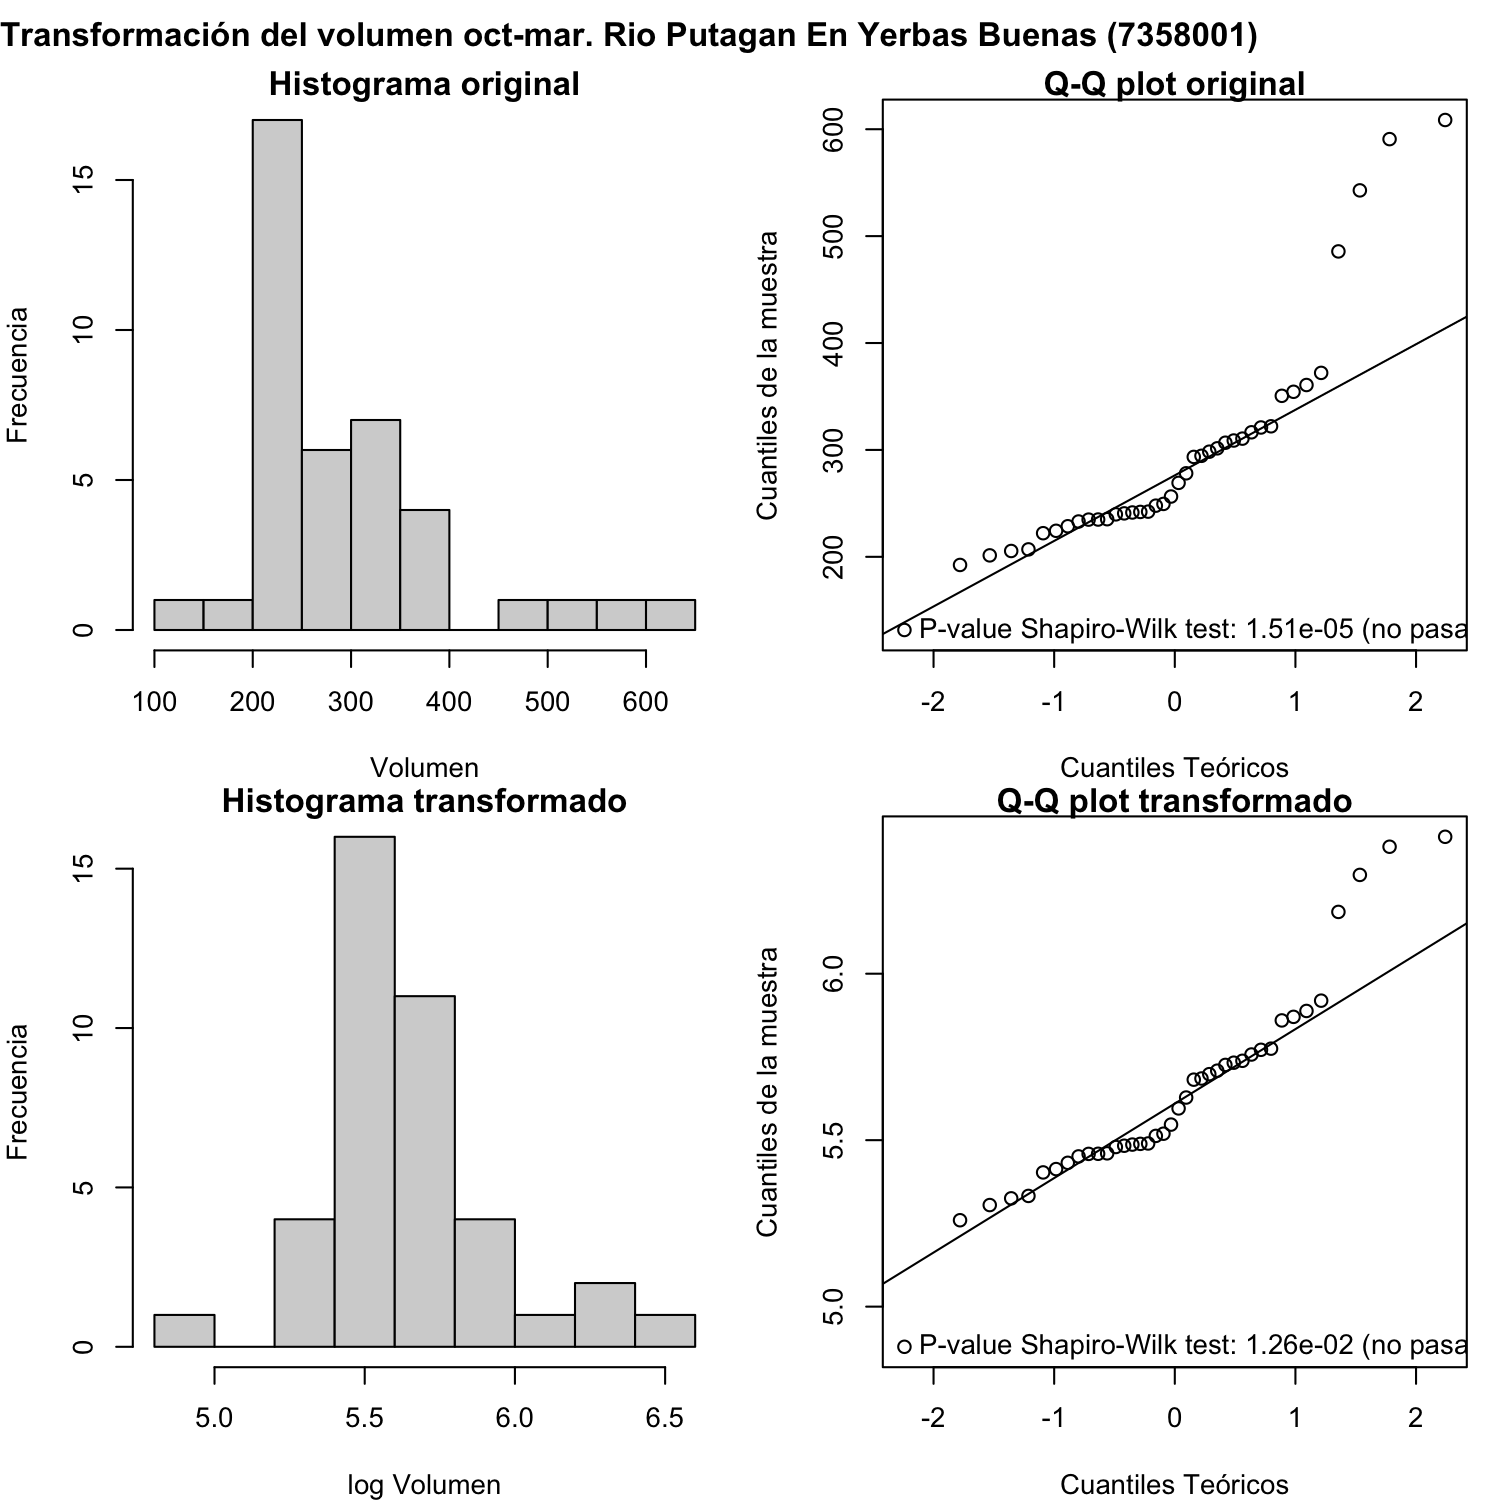 Transformación del volumen oct-mar. Rio Putagan En Yerbas Buenas (7358001)
Histograma original
Frecuencia
0
5
10
15
100 200 300 400 500 600
Volumen
Q-Q plot original
Cuantiles de la muestra
200
300
400
500
600
P-value Shapiro-Wilk test: 1.51e-05 (no pasa
-2 -1 0 1 2
Cuantiles Teóricos
Histograma transformado
Frecuencia
0
5
10
15
5.0 5.5 6.0 6.5
log Volumen
Q-Q plot transformado
Cuantiles de la muestra
5.0
5.5
6.0
P-value Shapiro-Wilk test: 1.26e-02 (no pasa
-2 -1 0 1 2
Cuantiles Teóricos